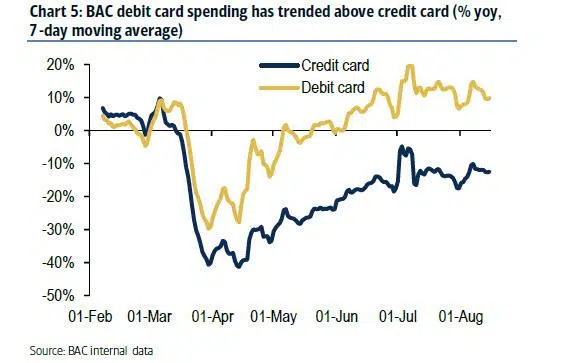 Chart 5: BAC debit card spending has trended above credit card (% yoy,
7-day moving average)
Credit card
Debit card
20%
10%
0%
-10%
-20%
-30%
-40%
-50%
01-Feb 01-Mar 01-Apr 01-May 01-Jun 01-Jul 01-Aug
Source: BAC internal data